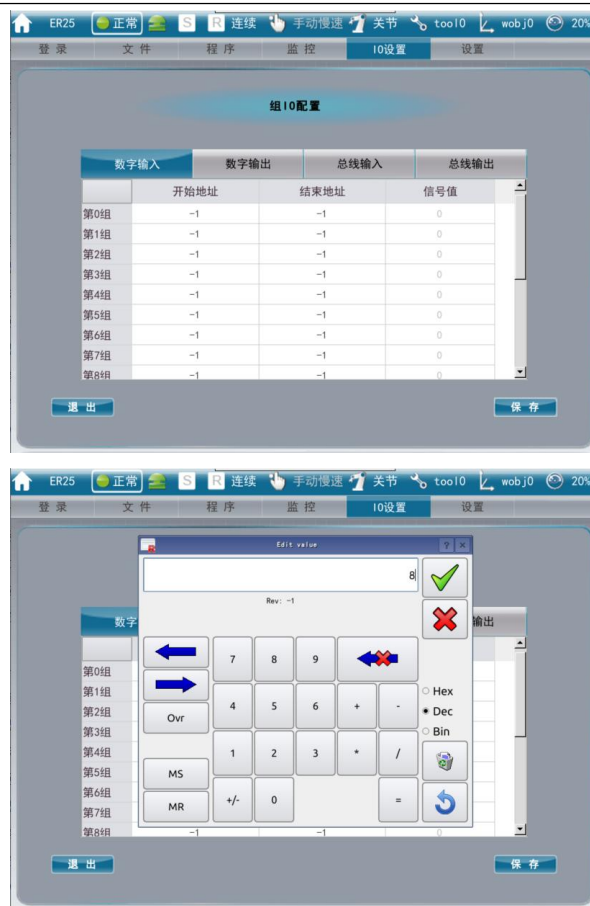 ER25 正常 S R 连续 手动慢速 关节 tool0 wobj0 20%
登录 文件 程序 监控 IO设置 设置
组IO配置
数字输入 数字输出 总线输入 总线输出
开始地址 结束地址 信号值
第0组 -1 -1 0
第1组 -1 -1 0
第2组 -1 -1 0
第3组 -1 -1 0
第4组 -1 -1 0
第5组 -1 -1 0
第6组 -1 -1 0
第7组 -1 -1 0
第8组 -1 -1 0
退出 保存
ER25 正常 S R 连续 手动慢速 关节 tool0 wobj0 20%
登录 文件 程序 监控 IO设置 设置
Edit value ? ×
8
Rev: -1
数字 输出
7 8 9
第0组
Hex
第1组 Ovr 4 5 6 + - Dec
第2组
Bin
第3组
第4组 1 2 3 * /
第5组 MS
第6组
第7组 MR +/- 0 =
第8组 -1 -1 0
退出 保存